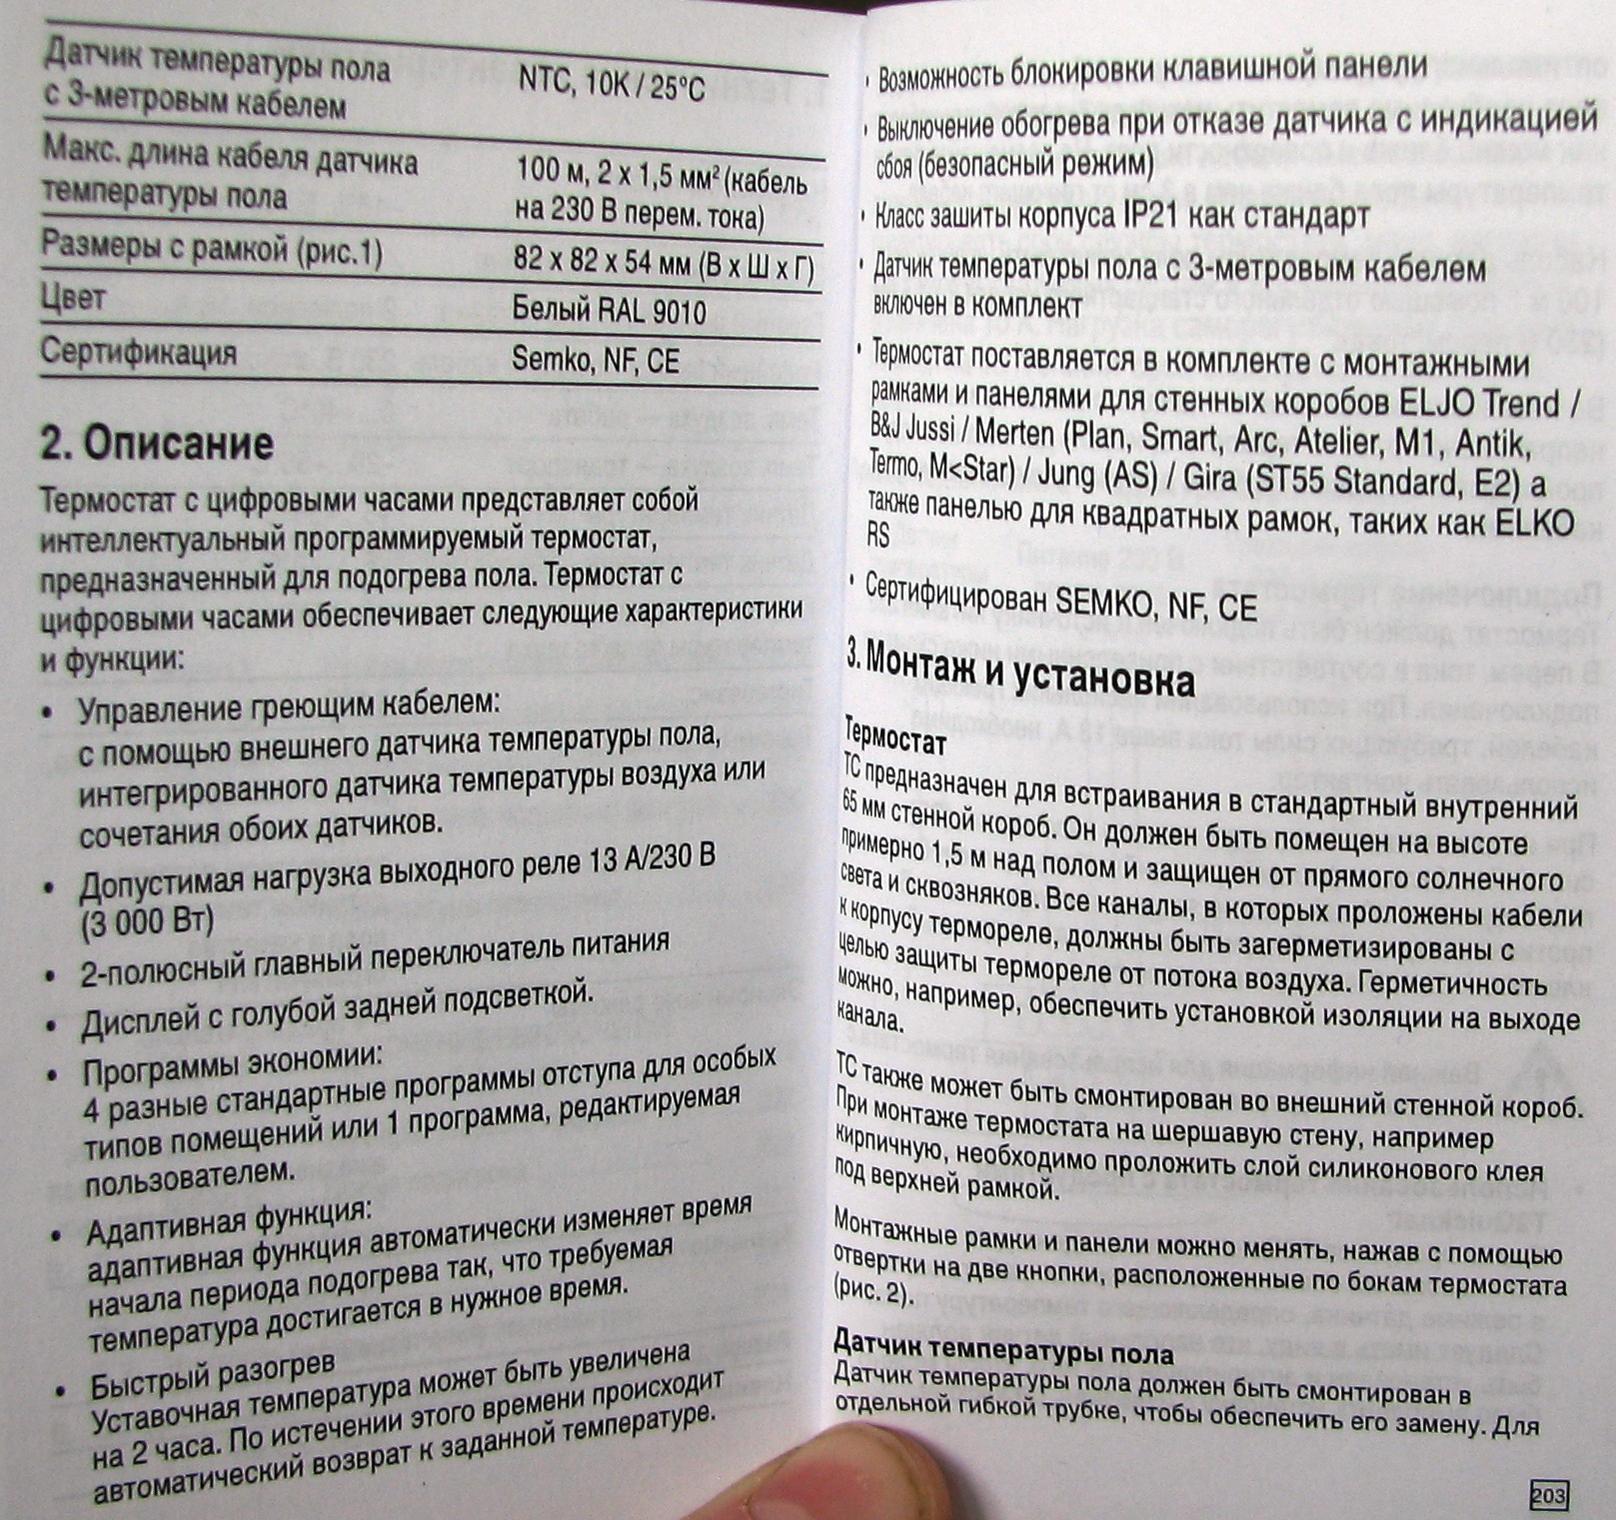 Датчик температуры пола
с 3-метровым кабелем
NTC, 10K / 25°C
Макс. длина кабеля датчика
температуры пола
100 м, 2 x 1,5 мм² (кабель
на 230 В перем. тока)
Размеры с рамкой (рис.1)
82 x 82 x 54 мм (В x Ш x Г)
Цвет
Белый RAL 9010
Сертификация
Semko, NF, CE
2. Описание
Термостат с цифровыми часами представляет собой
интеллектуальный программируемый термостат,
предназначенный для подогрева пола. Термостат с
цифровыми часами обеспечивает следующие характеристики
и функции:
• Управление греющим кабелем:
с помощью внешнего датчика температуры пола,
интегрированного датчика температуры воздуха или
сочетания обоих датчиков.
• Допустимая нагрузка выходного реле 13 А/230 В
(3 000 Вт)
• 2-полюсный главный переключатель питания
• Дисплей с голубой задней подсветкой.
• Программы экономии:
4 разные стандартные программы отступа для особых
типов помещений или 1 программа, редактируемая
пользователем.
• Адаптивная функция:
адаптивная функция автоматически изменяет время
начала периода подогрева так, что требуемая
температура достигается в нужное время.
• Быстрый разогрев
Уставочная температура может быть увеличена
на 2 часа. По истечении этого времени происходит
автоматический возврат к заданной температуре.
• Возможность блокировки клавишной панели
• Выключение обогрева при отказе датчика с индикацией
сбоя (безопасный режим)
• Класс зашиты корпуса IP21 как стандарт
• Датчик температуры пола с 3-метровым кабелем
включен в комплект
• Термостат поставляется в комплекте с монтажными
рамками и панелями для стенных коробов ELJO Trend /
B&J Jussi / Merten (Plan, Smart, Arc, Atelier, M1, Antik,
Termo, M<Star) / Jung (AS) / Gira (ST55 Standard, E2) а
также панелью для квадратных рамок, таких как ELKO
RS
• Сертифицирован SEMKO, NF, CE
3. Монтаж и установка
Термостат
ТС предназначен для встраивания в стандартный внутренний
65 мм стенной короб. Он должен быть помещен на высоте
примерно 1,5 м над полом и защищен от прямого солнечного
света и сквозняков. Все каналы, в которых проложены кабели
к корпусу термореле, должны быть загерметизированы с
целью защиты термореле от потока воздуха. Герметичность
можно, например, обеспечить установкой изоляции на выходе
канала.
ТС также может быть смонтирован во внешний стенной короб.
При монтаже термостата на шершавую стену, например
кирпичную, необходимо проложить слой силиконового клея
под верхней рамкой.
Монтажные рамки и панели можно менять, нажав с помощью
отвертки на две кнопки, расположенные по бокам термостата
(рис. 2).
Датчик температуры пола
Датчик температуры пола должен быть смонтирован в
отдельной гибкой трубке, чтобы обеспечить его замену. Для
203